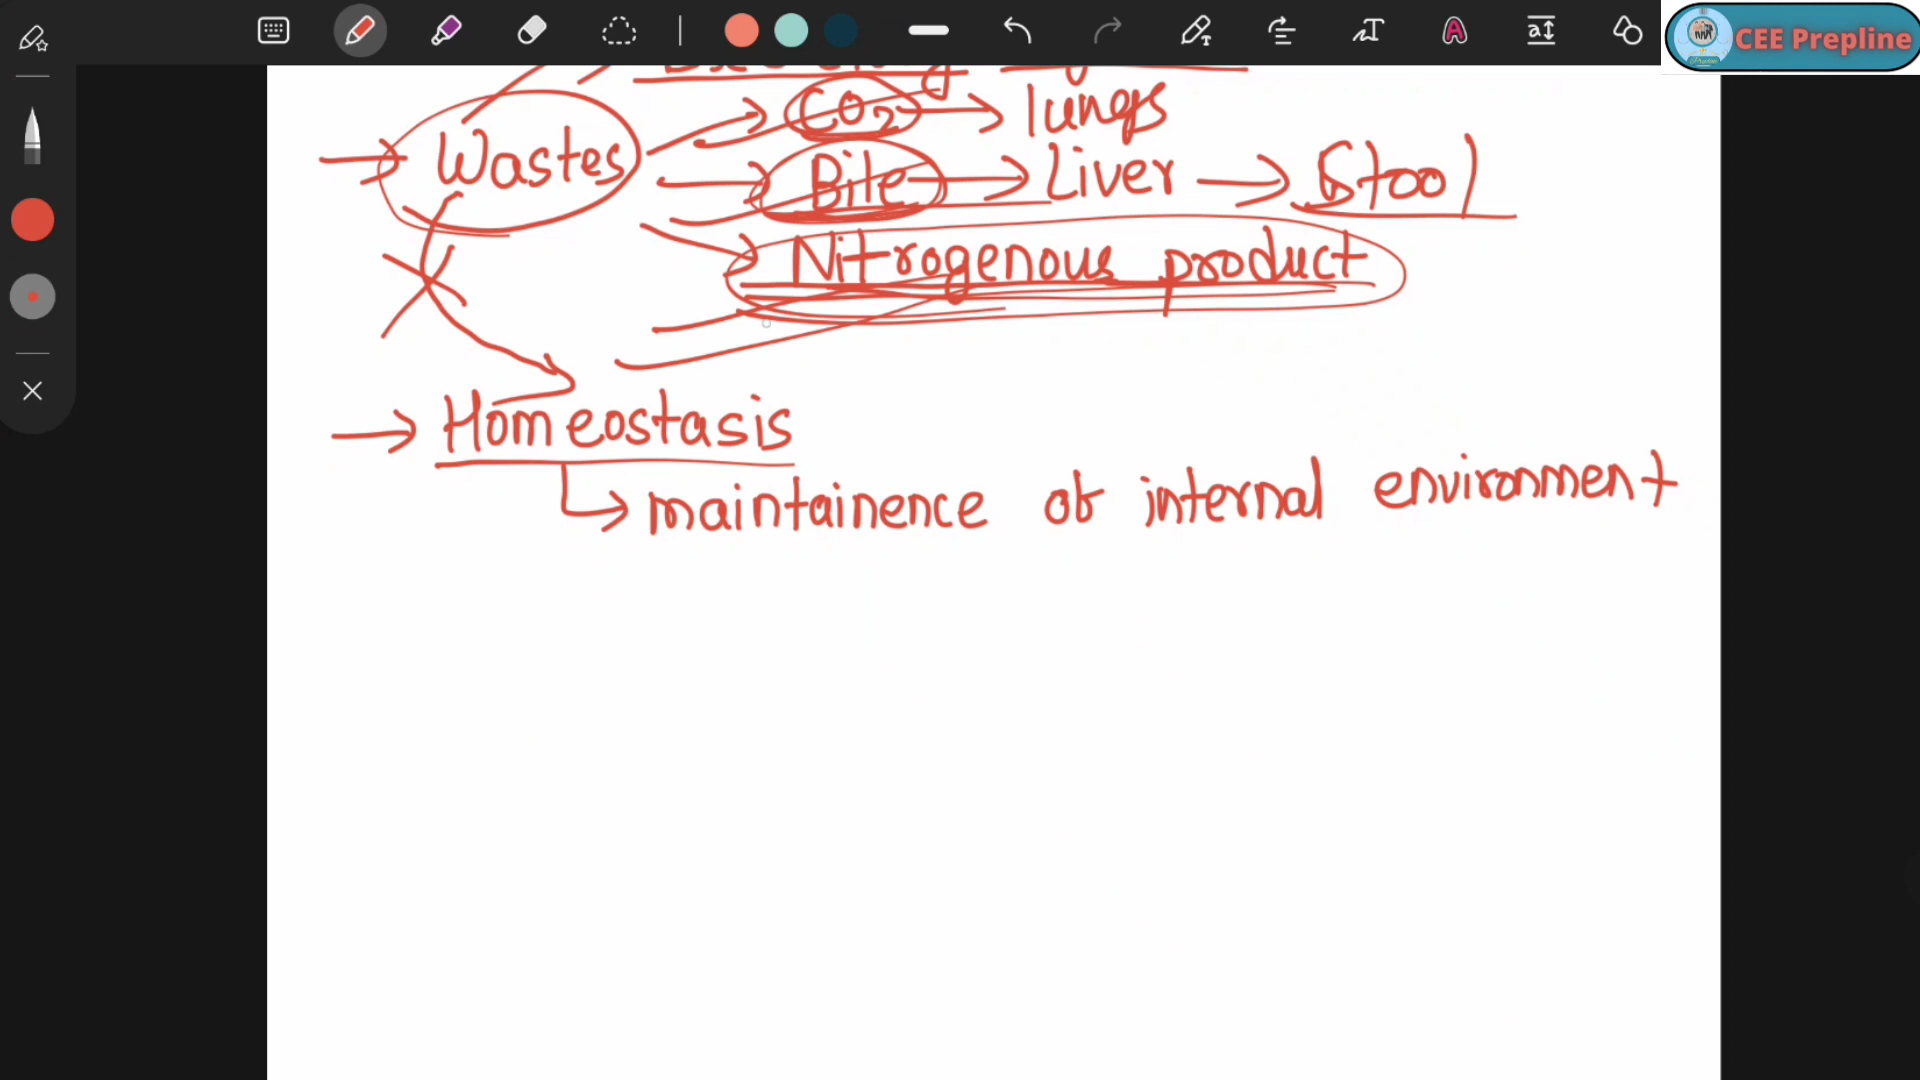 CEE Prepline
→ Wastes → CO₂ → lungs
→ Bile → Liver → Stool
→ Nitrogenous product
→ Homeostasis
↳ maintainence of internal environment